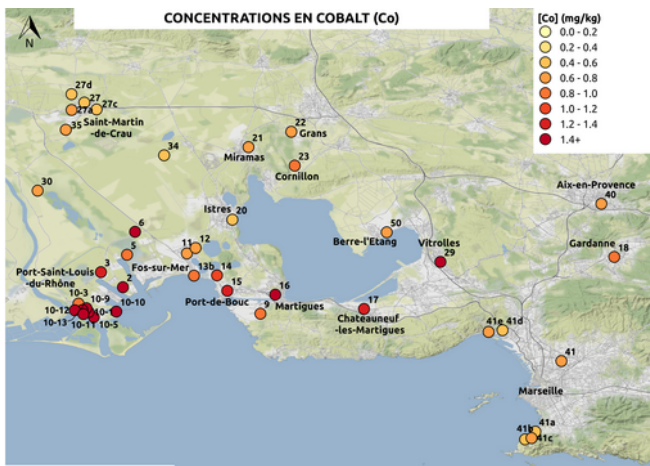 CONCENTRATIONS EN COBALT (Co)
N
[Co] (mg/kg)
0.0 - 0.2
0.2 - 0.4
0.4 - 0.6
0.6 - 0.8
0.8 - 1.0
1.0 - 1.2
1.2 - 1.4
1.4+
27d
27
27c
27a
Saint-Martin
-de-Crau
35
34
21
Miramas
22
Grans
23
Cornillon
30
Istres
20
Aix-en-Provence
40
6
5
11
12
50
Berre-l'Etang
Vitrolles
29
Gardanne
18
Port-Saint-Louis
-du-Rhône
3
2
Fos-sur-Mer
13b
14
15
Port-de-Bouc
16
Martigues
9
17
Chateauneuf
-les-Martigues
10-3
10-9
10-10
10-12
10-1
10-13
10-11
10-5
41e
41d
41
Marseille
41a
41b
41c